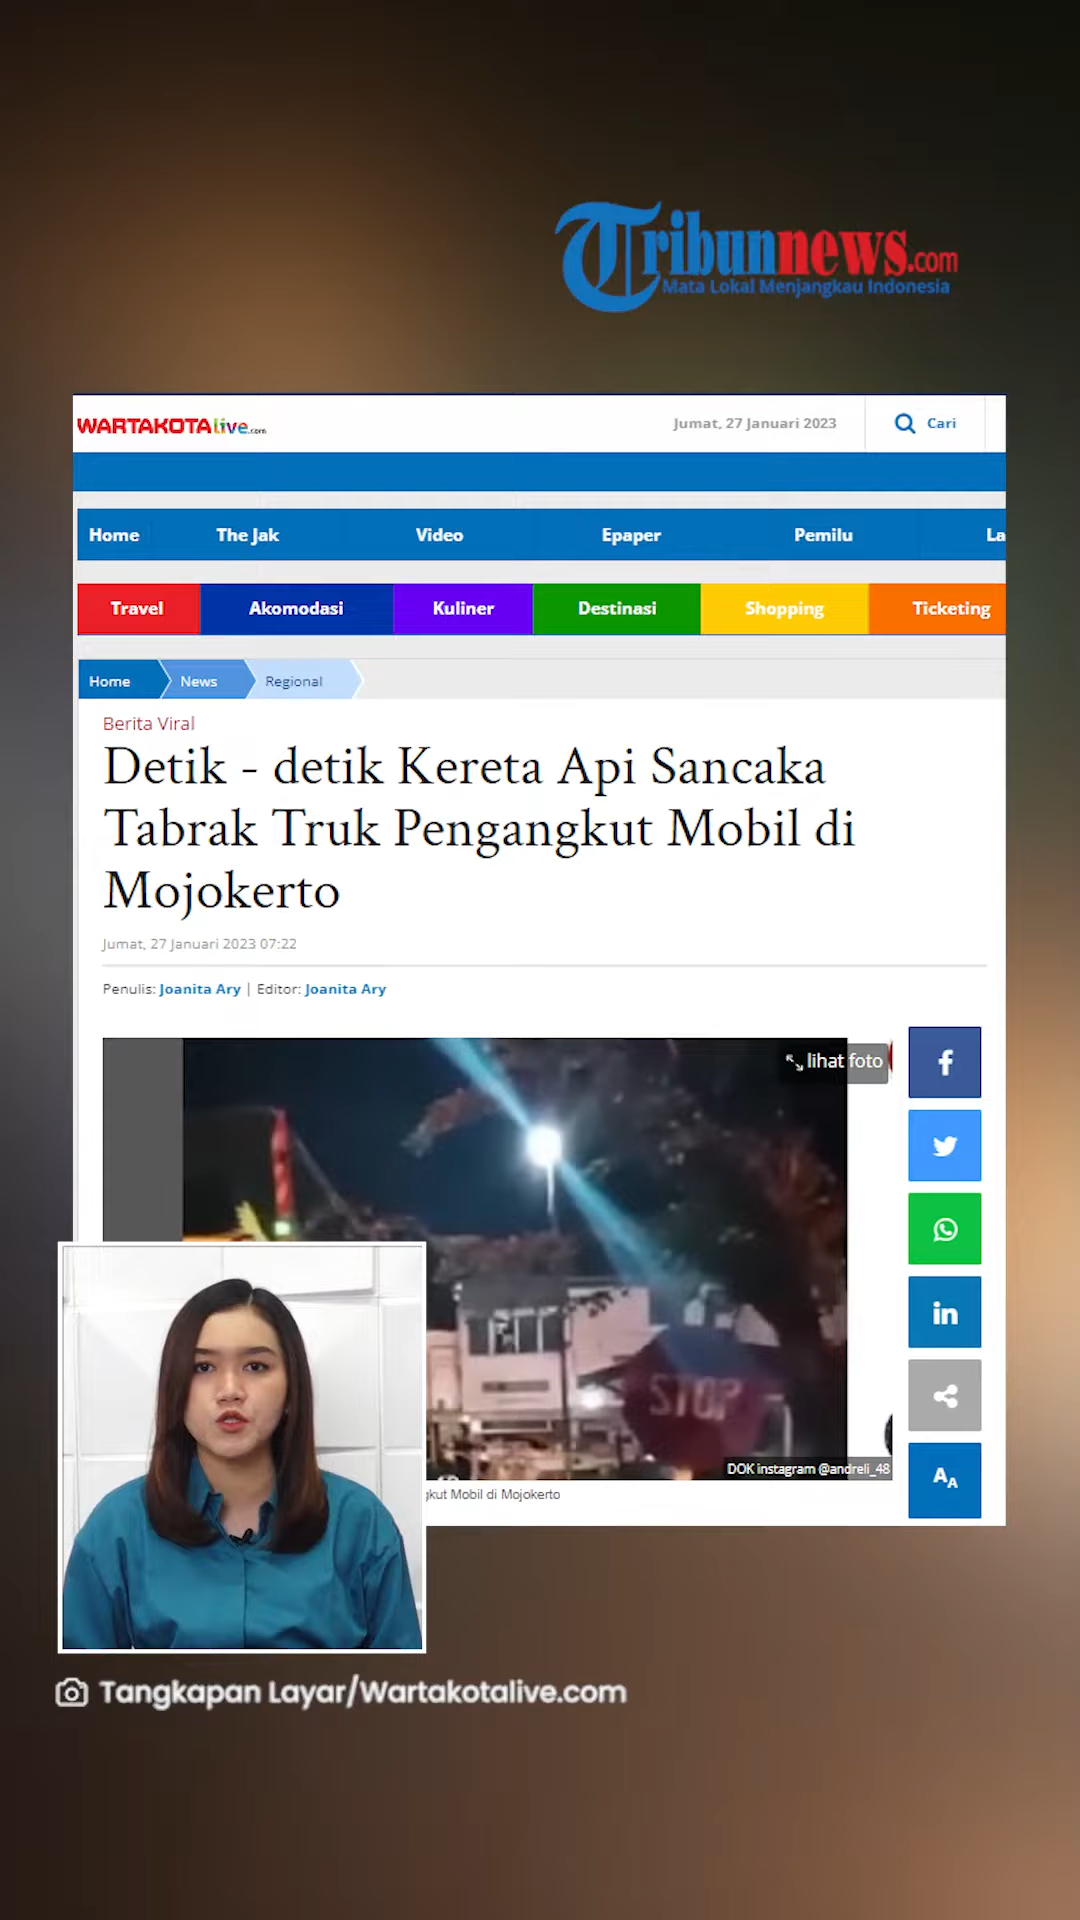 Tribunnews.com
Mata Lokal Menjangkau Indonesia
WARTAKOTAlive.com
Jumat, 27 Januari 2023
Cari
Home The Jak Video Epaper Pemilu La
Travel Akomodasi Kuliner Destinasi Shopping Ticketing
Home News Regional
Berita Viral
Detik - detik Kereta Api Sancaka
Tabrak Truk Pengangkut Mobil di
Mojokerto
Jumat, 27 Januari 2023 07:22
Penulis: Joanita Ary | Editor: Joanita Ary
lihat foto
STOP
DOK instagram @andreli_48
gkut Mobil di Mojokerto
AA
Tangkapan Layar/Wartakotalive.com